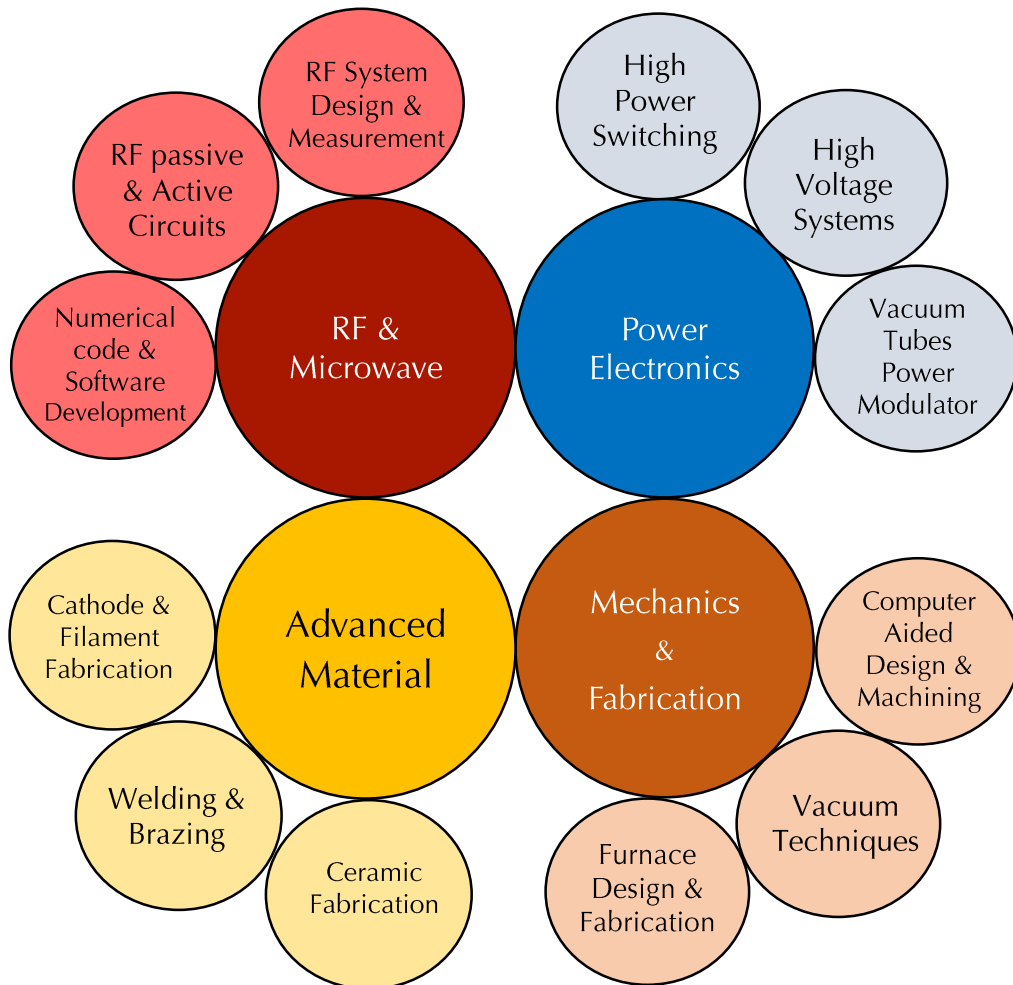 RF System
Design &
Measurement
RF passive
& Active
Circuits
Numerical
code &
Software
Development
RF &
Microwave
High
Power
Switching
High
Voltage
Systems
Vacuum
Tubes
Power
Modulator
Power
Electronics
Cathode &
Filament
Fabrication
Welding &
Brazing
Ceramic
Fabrication
Advanced
Material
Mechanics
&
Fabrication
Computer
Aided
Design &
Machining
Vacuum
Techniques
Furnace
Design &
Fabrication